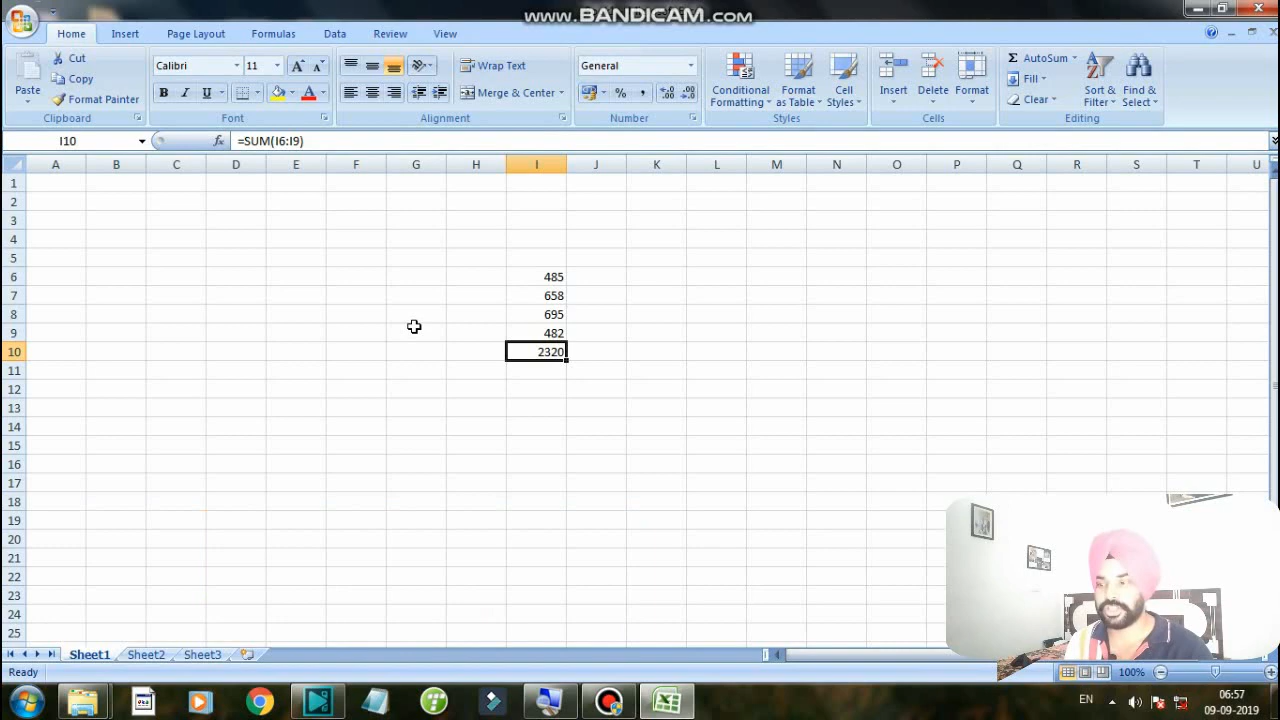 www.BANDICAM.com
Home Insert Page Layout Formulas Data Review View
Paste
Cut
Copy
Format Painter
Clipboard
Calibri 11
B I U
Font
Wrap Text
Merge & Center
Alignment
General
% ,
Number
Conditional Formatting
Format as Table
Cell Styles
Styles
Insert Delete Format
Cells
AutoSum
Fill
Clear
Sort & Filter
Find & Select
Editing
I10 fx =SUM(I6:I9)
A B C D E F G H I J K L M N O P Q R S T U
1
2
3
4
5
6 485
7 658
8 695
9 482
10 2320
11
12
13
14
15
16
17
18
19
20
21
22
23
24
25
Sheet1 Sheet2 Sheet3
Ready 100%
EN 06:57
09-09-2019